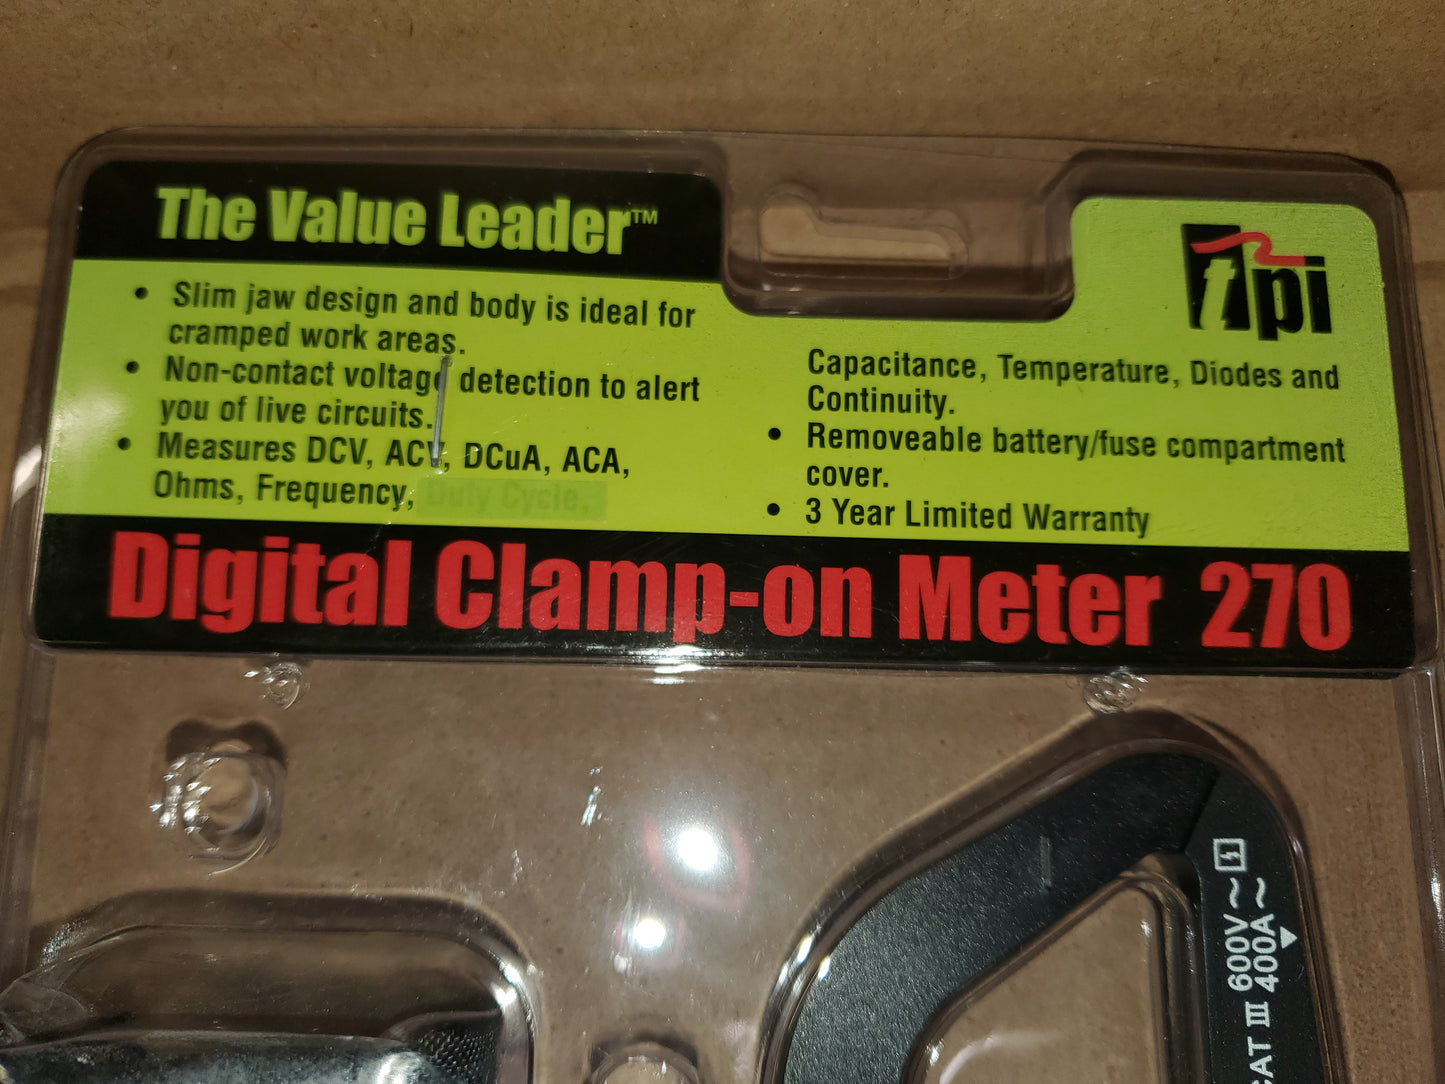 The Value Leader™
• Slim jaw design and body is ideal for
cramped work areas.
• Non-contact voltage detection to alert
you of live circuits.
• Measures DCV, ACV, DCuA, ACA,
Ohms, Frequency, Duty Cycle,
tpi
Capacitance, Temperature, Diodes and
Continuity.
• Removeable battery/fuse compartment
cover.
• 3 Year Limited Warranty
Digital Clamp-on Meter 270
CAT III 600V~
400A~